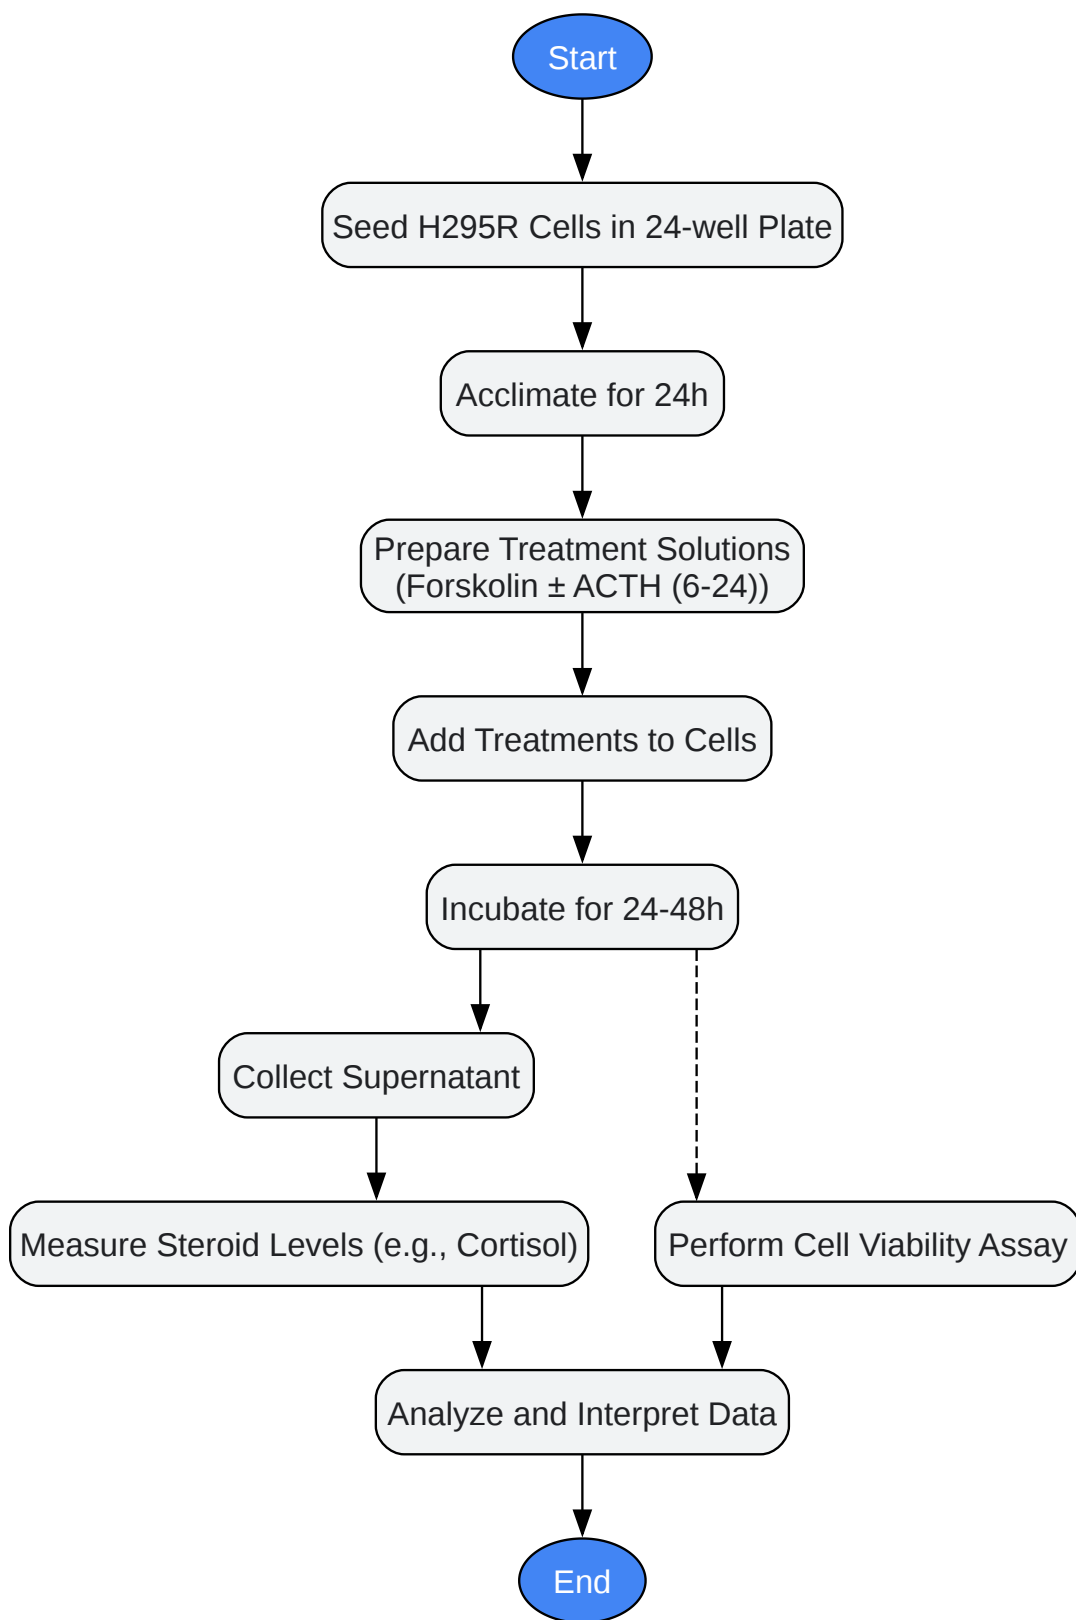 Start
Seed H295R Cells in 24-well Plate
Acclimate for 24h
Prepare Treatment Solutions
(Forskolin ± ACTH (6-24))
Add Treatments to Cells
Incubate for 24-48h
Collect Supernatant
Measure Steroid Levels (e.g., Cortisol)
Perform Cell Viability Assay
Analyze and Interpret Data
End